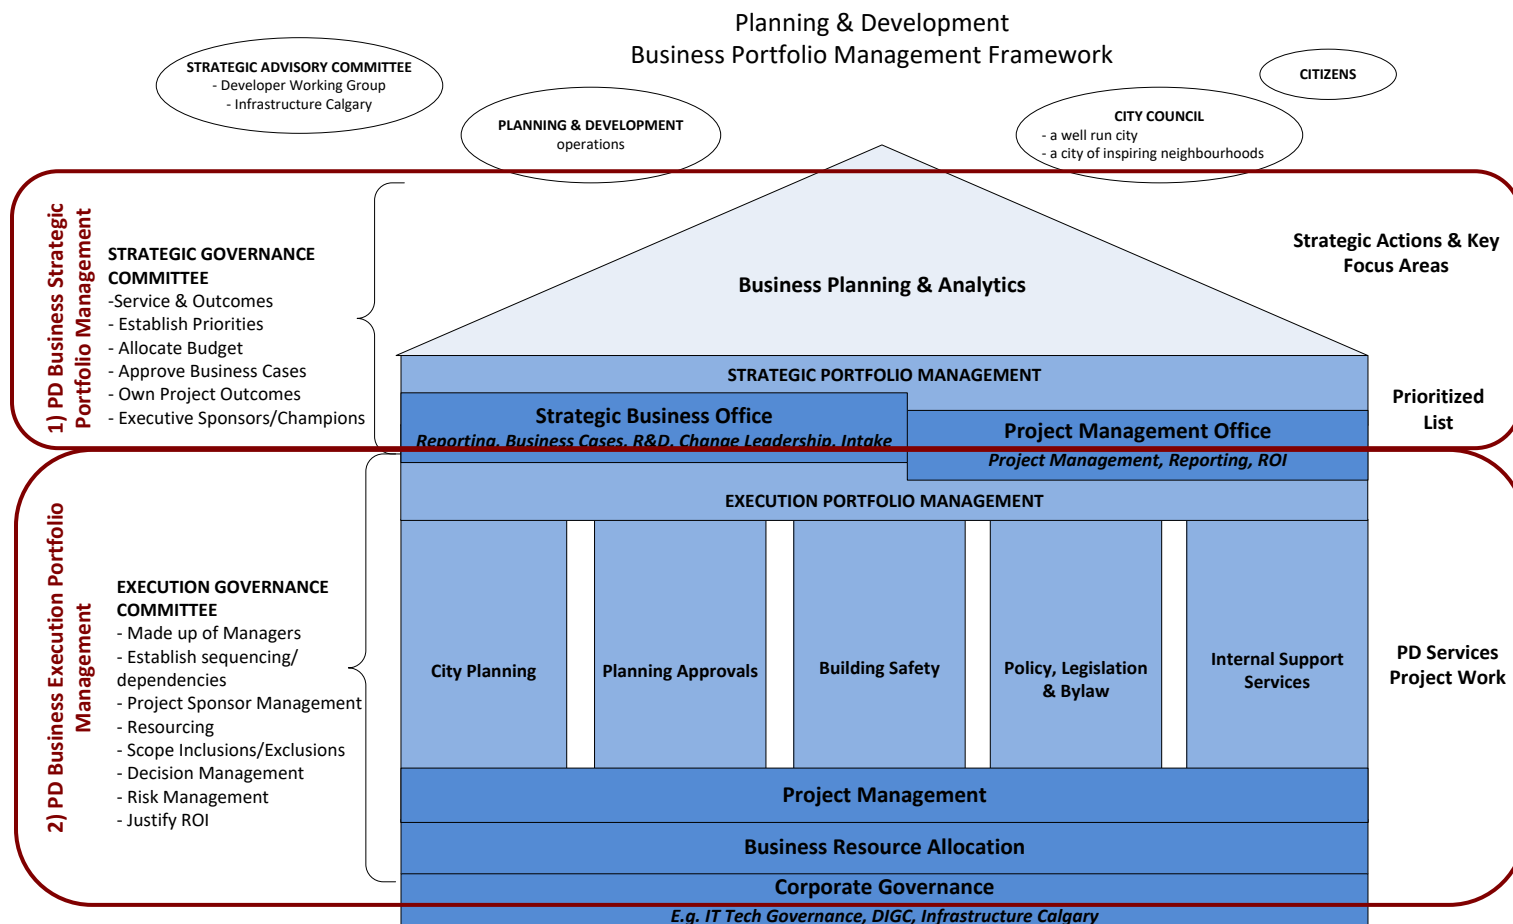 Planning & Development
Business Portfolio Management Framework
STRATEGIC ADVISORY COMMITTEE
- Developer Working Group
- Infrastructure Calgary
PLANNING & DEVELOPMENT
operations
CITY COUNCIL
- a well run city
- a city of inspiring neighbourhoods
CITIZENS
1) PD Business Strategic
Portfolio Management
STRATEGIC GOVERNANCE
COMMITTEE
-Service & Outcomes
- Establish Priorities
- Allocate Budget
- Approve Business Cases
- Own Project Outcomes
- Executive Sponsors/Champions
Business Planning & Analytics
Strategic Actions & Key
Focus Areas
STRATEGIC PORTFOLIO MANAGEMENT
Strategic Business Office
Reporting, Business Cases, R&D, Change Leadership, Intake
Project Management Office
Project Management, Reporting, ROI
Prioritized
List
2) PD Business Execution Portfolio
Management
EXECUTION GOVERNANCE
COMMITTEE
- Made up of Managers
- Establish sequencing/
dependencies
- Project Sponsor Management
- Resourcing
- Scope Inclusions/Exclusions
- Decision Management
- Risk Management
- Justify ROI
EXECUTION PORTFOLIO MANAGEMENT
City Planning
Planning Approvals
Building Safety
Policy, Legislation
& Bylaw
Internal Support
Services
PD Services
Project Work
Project Management
Business Resource Allocation
Corporate Governance
E.g. IT Tech Governance, DIGC, Infrastructure Calgary